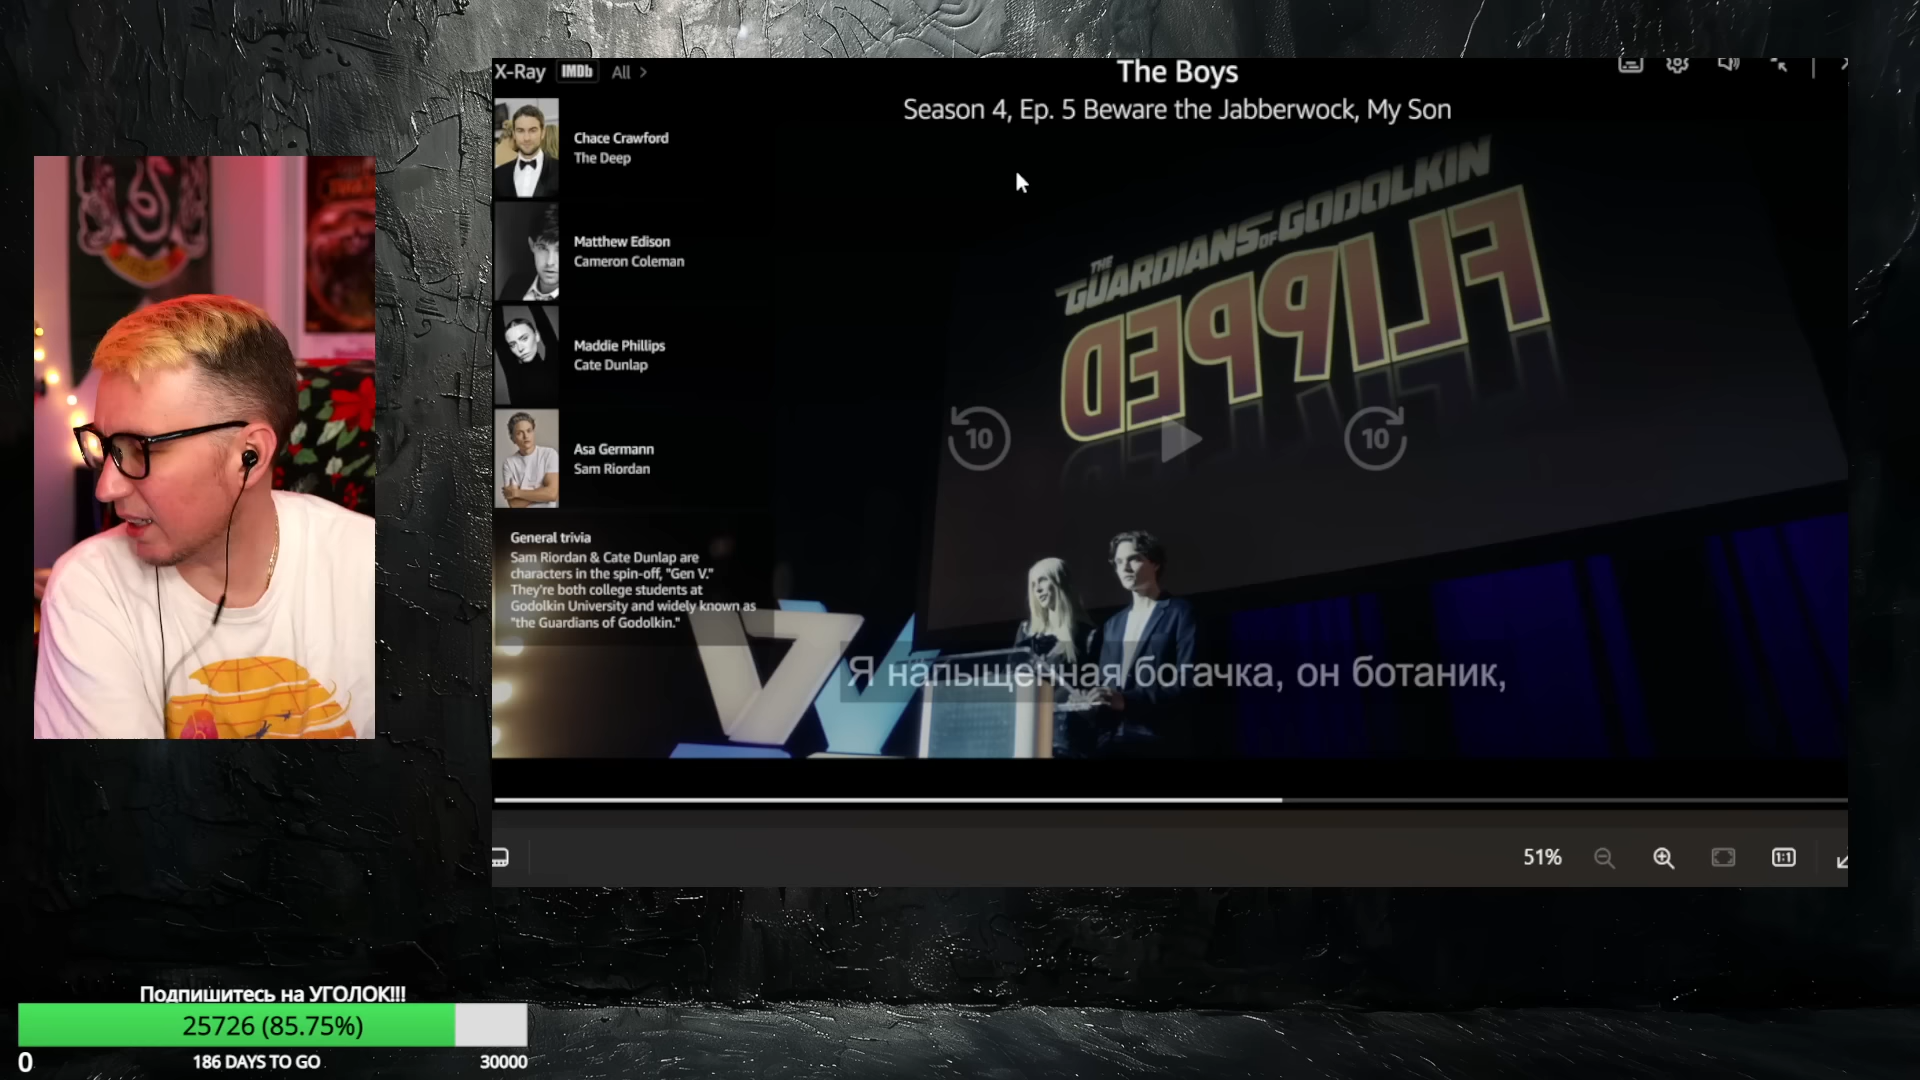 X-Ray IMDb All
The Boys
Season 4, Ep. 5 Beware the Jabberwock, My Son
Chace Crawford
The Deep
Matthew Edison
Cameron Coleman
Maddie Phillips
Cate Dunlap
Asa Germann
Sam Riordan
General trivia
Sam Riordan & Cate Dunlap are
characters in the spin-off, "Gen V."
They're both college students at
Godolkin University and widely known as
"the Guardians of Godolkin."
THE
GUARDIANS OF GODOLKIN
FLIPPED
10
10
Я напыщенная богачка, он ботаник,
51%
1:1
Подпишитесь на УГОЛОК!!!
25726 (85.75%)
0 186 DAYS TO GO 30000